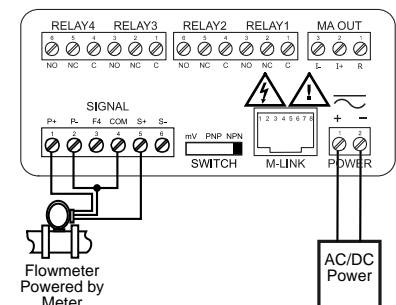 RELAY4 RELAY3 RELAY2 RELAY1 MA OUT
6 5 4 3 2 1 6 5 4 3 2 1 3 2 1
NO NC C NO NC C NO NC C NO NC C I- I+ R
SIGNAL
P+ P- F4 COM S+ S- mV PNP NPN 1 2 3 4 5 6 7 8 + -
1 2 3 4 5 6 1 2
SWITCH M-LINK POWER
Flowmeter
Powered by
Meter
AC/DC
Power